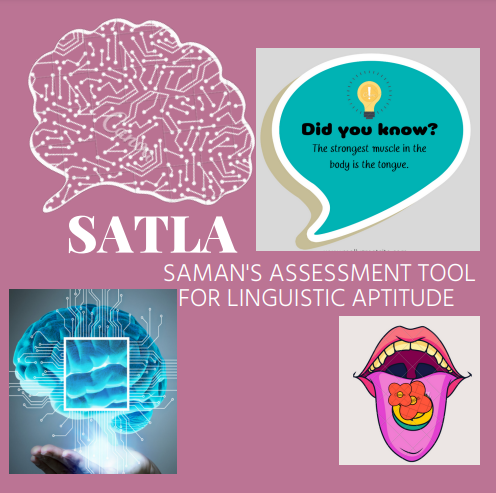 Did you know?
The strongest muscle in the
body is the tongue.
SATLA
SAMAN'S ASSESSMENT TOOL
FOR LINGUISTIC APTITUDE